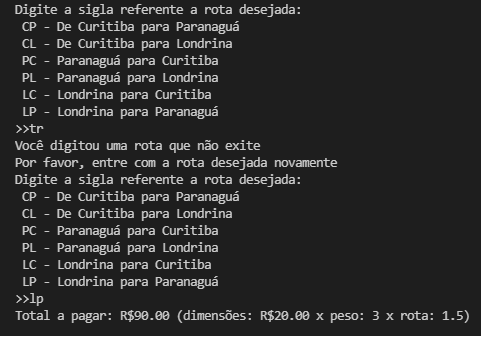 Digite a sigla referente a rota desejada:
CP - De Curitiba para Paranaguá
CL - De Curitiba para Londrina
PC - Paranaguá para Curitiba
PL - Paranaguá para Londrina
LC - Londrina para Curitiba
LP - Londrina para Paranaguá
>>tr
Você digitou uma rota que não exite
Por favor, entre com a rota desejada novamente
Digite a sigla referente a rota desejada:
CP - De Curitiba para Paranaguá
CL - De Curitiba para Londrina
PC - Paranaguá para Curitiba
PL - Paranaguá para Londrina
LC - Londrina para Curitiba
LP - Londrina para Paranaguá
>>lp
Total a pagar: R$90.00 (dimensões: R$20.00 x peso: 3 x rota: 1.5)